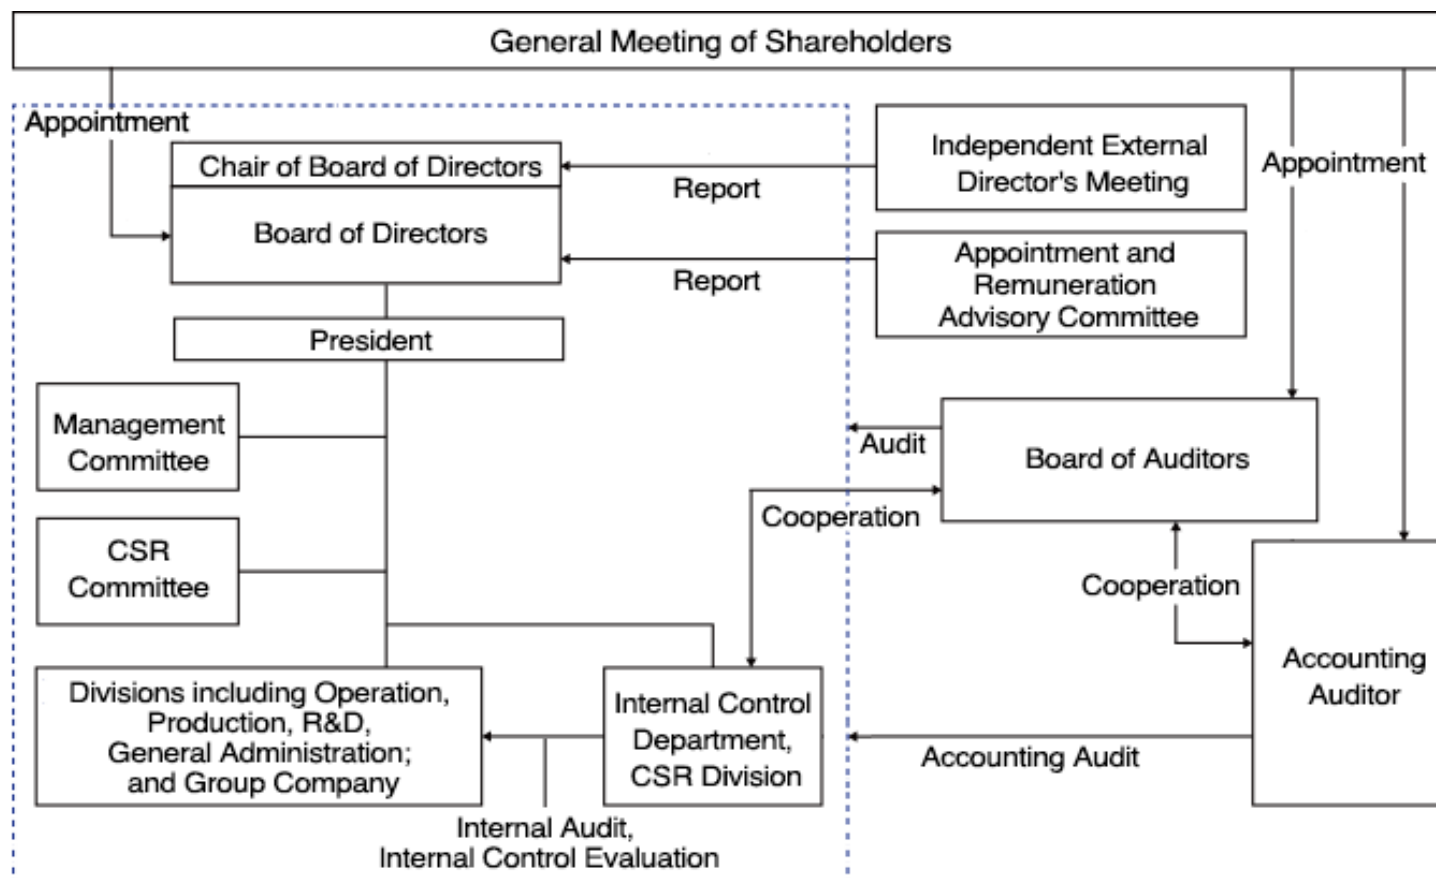 General Meeting of Shareholders
Appointment
Chair of Board of Directors
Board of Directors
Report
Independent External
Director's Meeting
Appointment
Report
Appointment and
Remuneration
Advisory Committee
President
Management
Committee
Audit
Board of Auditors
Cooperation
CSR
Committee
Cooperation
Divisions including Operation,
Production, R&D,
General Administration;
and Group Company
Internal Control
Department,
CSR Division
Accounting
Auditor
Accounting Audit
Internal Audit,
Internal Control Evaluation